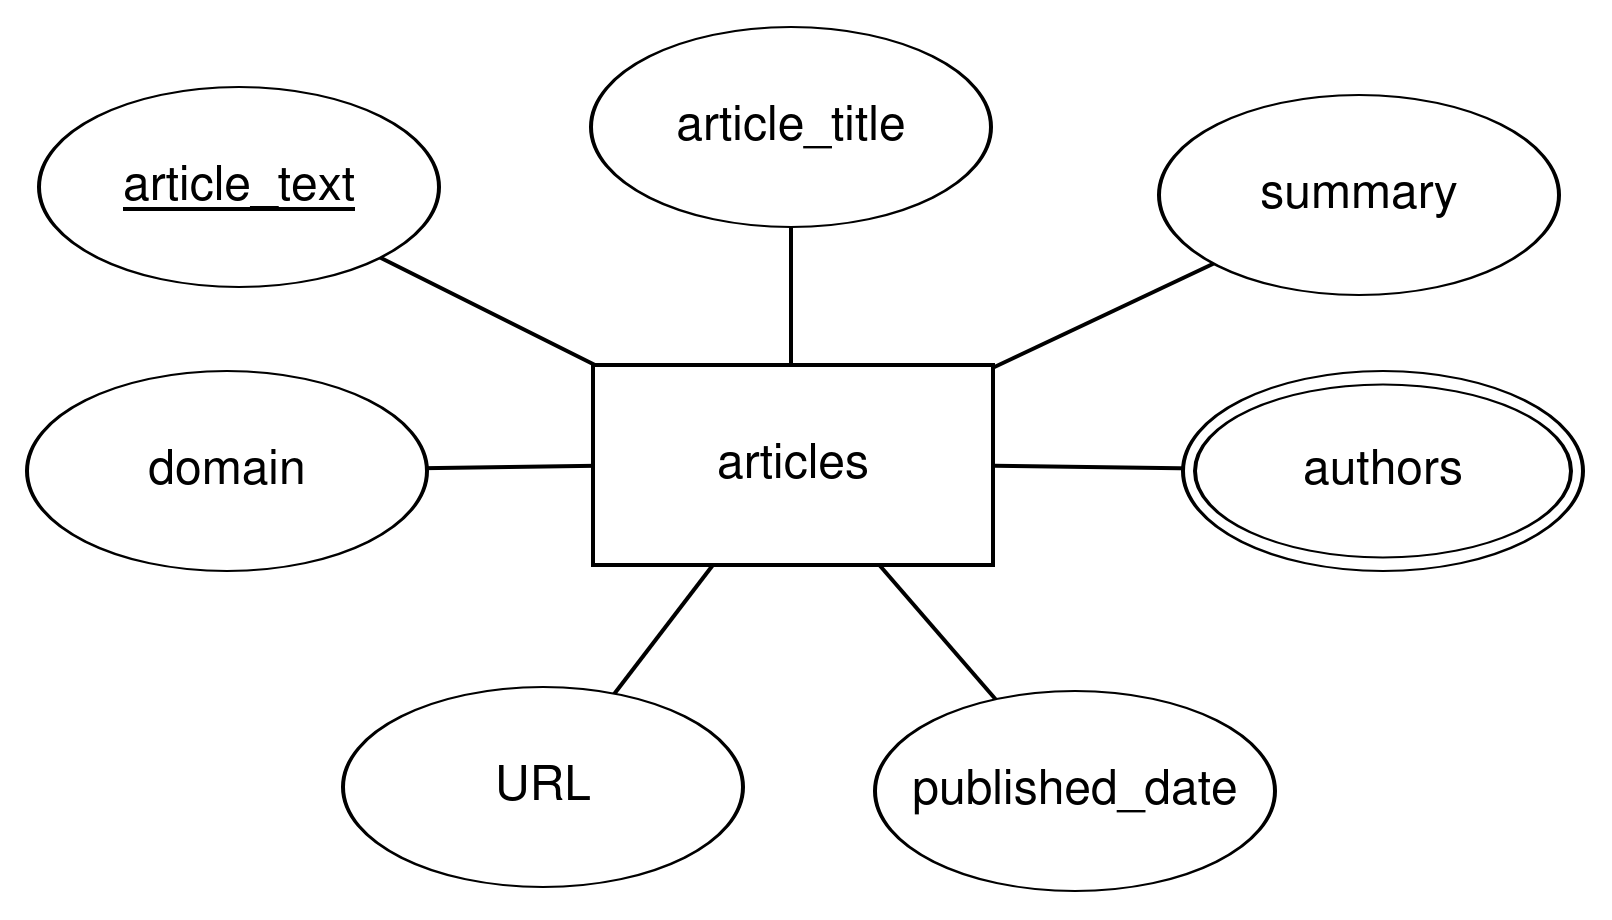 article_title
article_text
summary
articles
domain
authors
URL
published_date